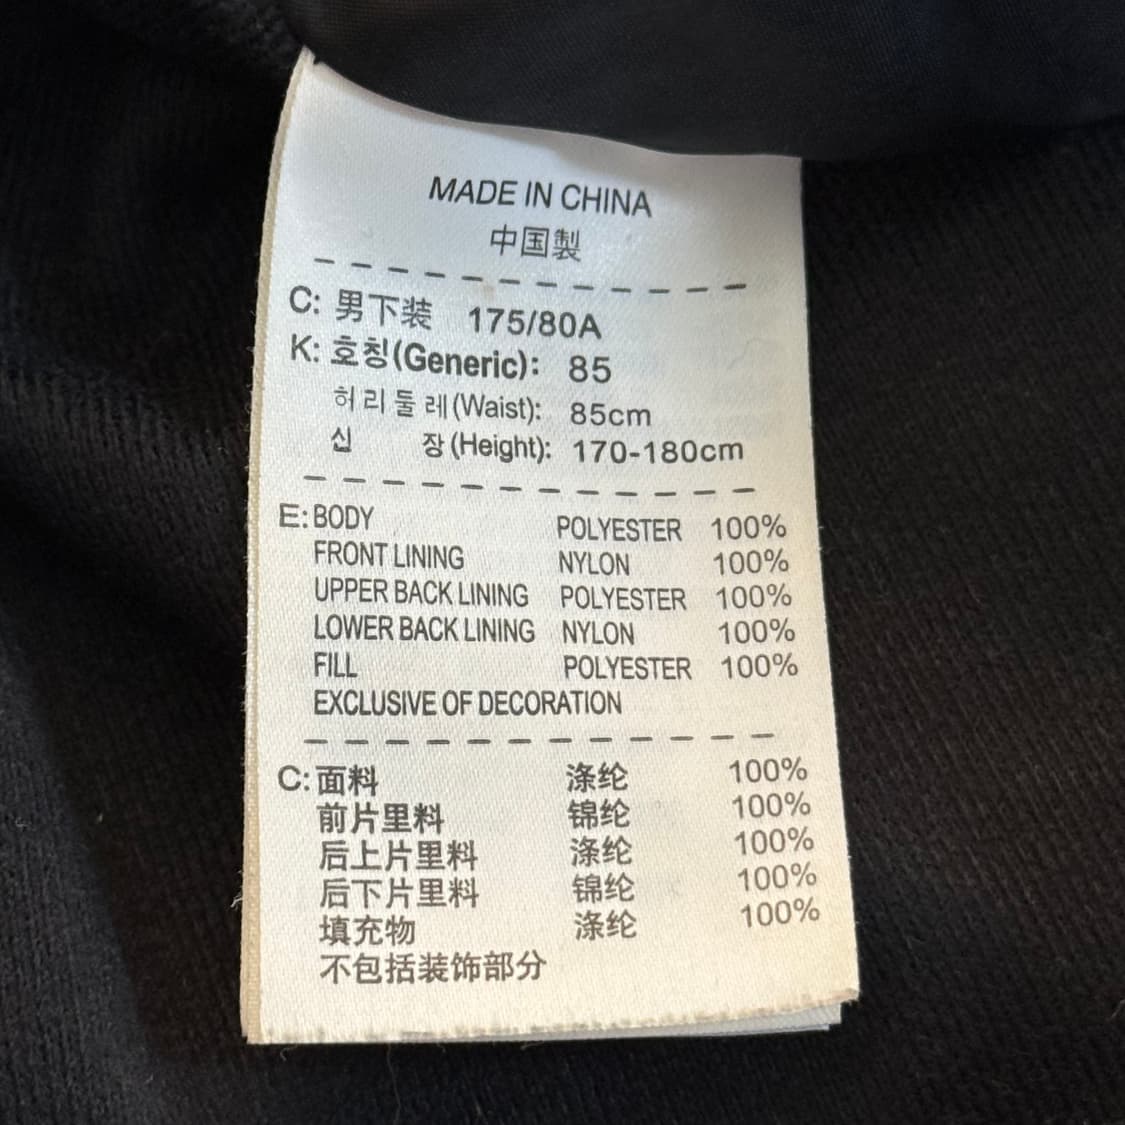 MADE IN CHINA
中国製
C: 男下装 175/80A
K: 호칭(Generic): 85
허리둘레(Waist): 85cm
신 장(Height): 170-180cm
E: BODY POLYESTER 100%
FRONT LINING NYLON 100%
UPPER BACK LINING POLYESTER 100%
LOWER BACK LINING NYLON 100%
FILL POLYESTER 100%
EXCLUSIVE OF DECORATION
C: 面料 涤纶 100%
前片里料 锦纶 100%
后上片里料 涤纶 100%
后下片里料 锦纶 100%
填充物 涤纶 100%
不包括装饰部分